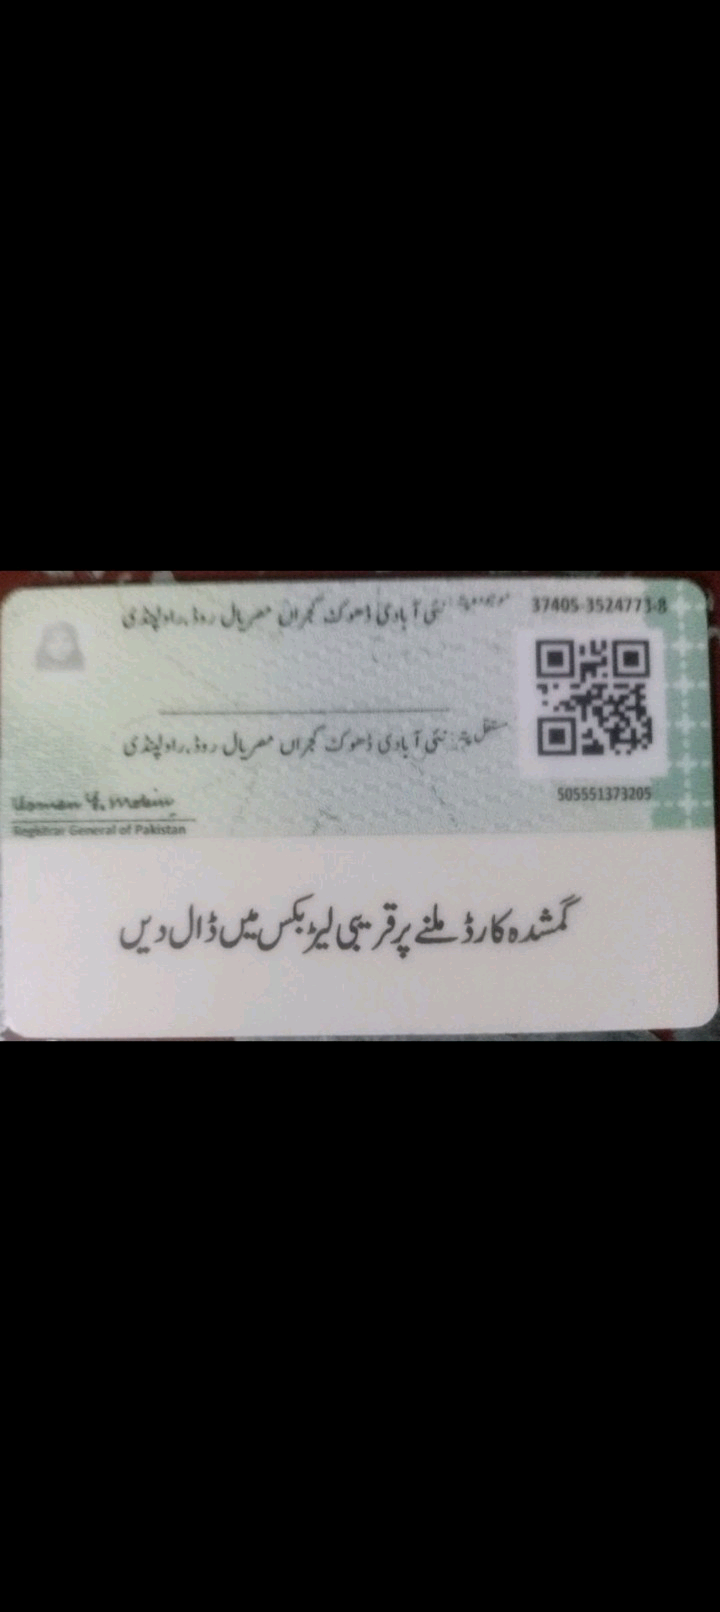 موجودہ پتہ: نئی آبادی ڈھوک گجراں مصریال روڈ، راولپنڈی
37405-3524771-8
مستقل پتہ: نئی آبادی ڈھوک گجراں مصریال روڈ، راولپنڈی
505551373205
Usman Y. Mobin
Registrar General of Pakistan
گمشدہ کارڈ ملنے پر قریبی لیٹر بکس میں ڈال دیں